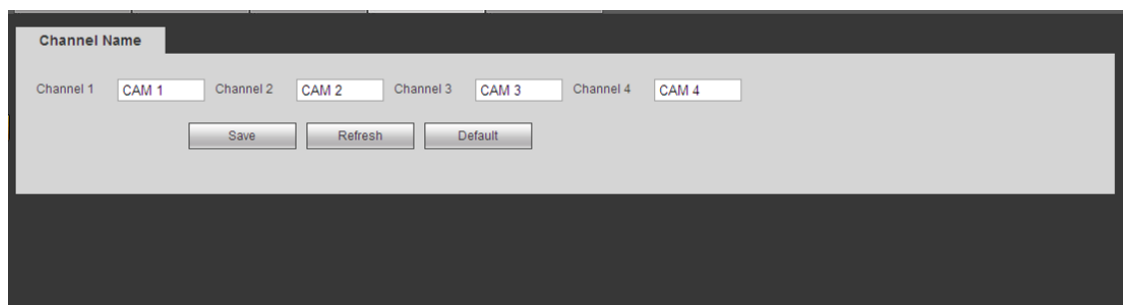 Channel Name
Channel 1 CAM 1 Channel 2 CAM 2 Channel 3 CAM 3 Channel 4 CAM 4
Save Refresh Default